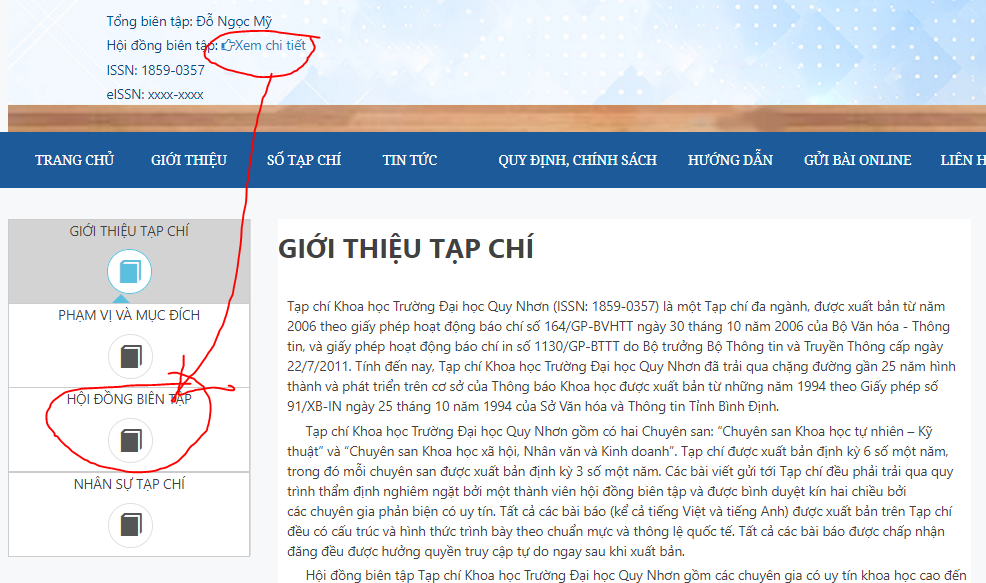 Tổng biên tập: Đỗ Ngọc Mỹ
Hội đồng biên tập: Xem chi tiết
ISSN: 1859-0357
eISSN: xxxx-xxxx
TRANG CHỦ GIỚI THIỆU SỐ TẠP CHÍ TIN TỨC QUY ĐỊNH, CHÍNH SÁCH HƯỚNG DẪN GỬI BÀI ONLINE LIÊN H
GIỚI THIỆU TẠP CHÍ
PHẠM VỊ VÀ MỤC ĐÍCH
HỘI ĐỒNG BIÊN TẬP
NHÂN SỰ TẠP CHÍ
GIỚI THIỆU TẠP CHÍ
Tạp chí Khoa học Trường Đại học Quy Nhơn (ISSN: 1859-0357) là một Tạp chí đa ngành, được xuất bản từ năm
2006 theo giấy phép hoạt động báo chí số 164/GP-BVHTT ngày 30 tháng 10 năm 2006 của Bộ Văn hóa - Thông
tin, và giấy phép hoạt động báo chí in số 1130/GP-BTTT do Bộ trưởng Bộ Thông tin và Truyền Thông cấp ngày
22/7/2011. Tính đến nay, Tạp chí Khoa học Trường Đại học Quy Nhơn đã trải qua chặng đường gần 25 năm hình
thành và phát triển trên cơ sở của Thông báo Khoa học được xuất bản từ những năm 1994 theo Giấy phép số
91/XB-IN ngày 25 tháng 10 năm 1994 của Sở Văn hóa và Thông tin Tỉnh Bình Định.
Tạp chí Khoa học Trường Đại học Quy Nhơn gồm có hai Chuyên san: “Chuyên san Khoa học tự nhiên – Kỹ
thuật” và “Chuyên san Khoa học xã hội, Nhân văn và Kinh doanh”. Tạp chí được xuất bản định kỳ 6 số một năm,
trong đó mỗi chuyên san được xuất bản định kỳ 3 số một năm. Các bài viết gửi tới Tạp chí đều phải trải qua quy
trình thẩm định nghiêm ngặt bởi một thành viên hội đồng biên tập và được bình duyệt kín hai chiều bởi
các chuyên gia phản biện có uy tín. Tất cả các bài báo (kể cả tiếng Việt và tiếng Anh) được xuất bản trên Tạp chí
đều có cấu trúc và hình thức trình bày theo chuẩn mực và thông lệ quốc tế. Tất cả các bài báo được chấp nhận
đăng đều được hưởng quyền truy cập tự do ngay sau khi xuất bản.
Hội đồng biên tập Tạp chí Khoa học Trường Đại học Quy Nhơn gồm các chuyên gia có uy tín khoa học cao đến